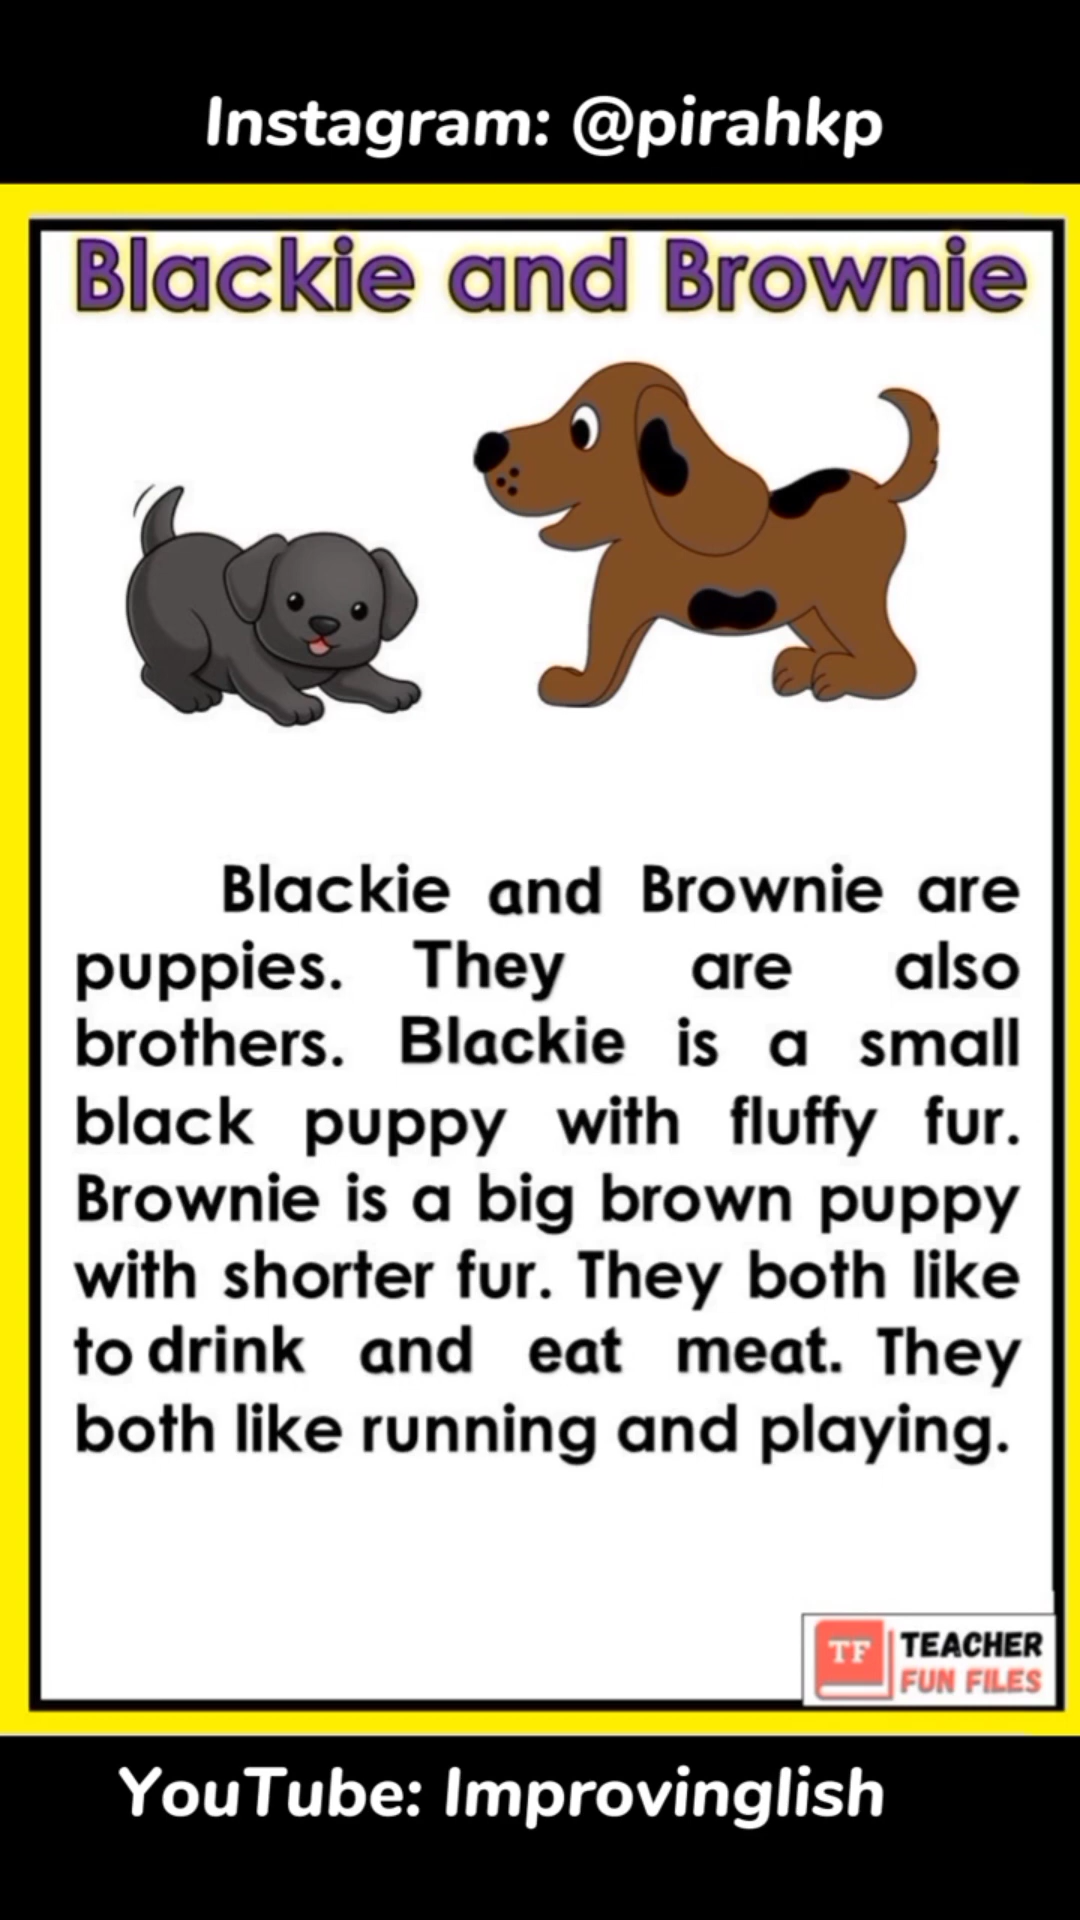 Instagram: @pirahkp
Blackie and Brownie
Blackie and Brownie are
puppies. They are also
brothers. Blackie is a small
black puppy with fluffy fur.
Brownie is a big brown puppy
with shorter fur. They both like
to drink and eat meat. They
both like running and playing.
TF
TEACHER
FUN FILES
YouTube: Improvinglish